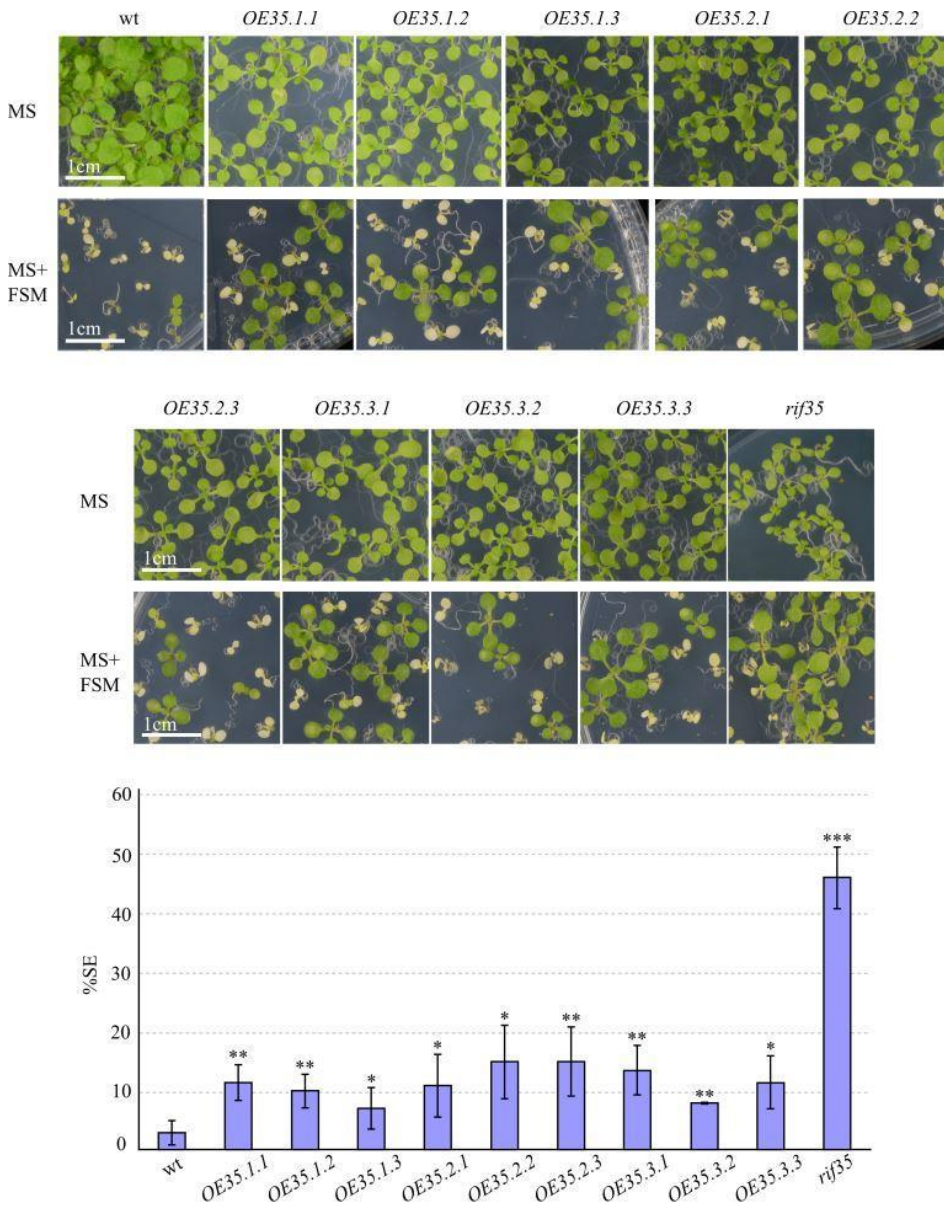 wt OE35.1.1 OE35.1.2 OE35.1.3 OE35.2.1 OE35.2.2
MS
1cm
MS+
FSM
1cm
OE35.2.3 OE35.3.1 OE35.3.2 OE35.3.3 rif35
MS
1cm
MS+
FSM
1cm
60
50
40
30
20
10
0
%SE
** ** * * * ** ** ** * ***
wt OE35.1.1 OE35.1.2 OE35.1.3 OE35.2.1 OE35.2.2 OE35.2.3 OE35.3.1 OE35.3.2 OE35.3.3 rif35